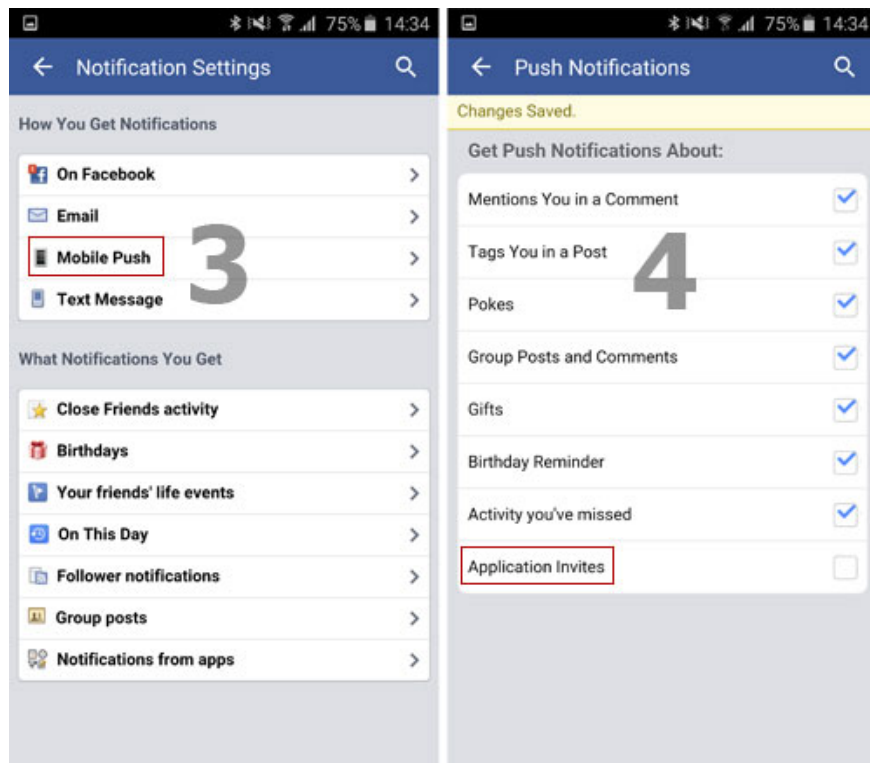 75% 14:34
Notification Settings
How You Get Notifications
On Facebook
Email
Mobile Push
Text Message
3
What Notifications You Get
Close Friends activity
Birthdays
Your friends' life events
On This Day
Follower notifications
Group posts
Notifications from apps
75% 14:34
Push Notifications
Changes Saved.
Get Push Notifications About:
Mentions You in a Comment
Tags You in a Post
4
Pokes
Group Posts and Comments
Gifts
Birthday Reminder
Activity you've missed
Application Invites